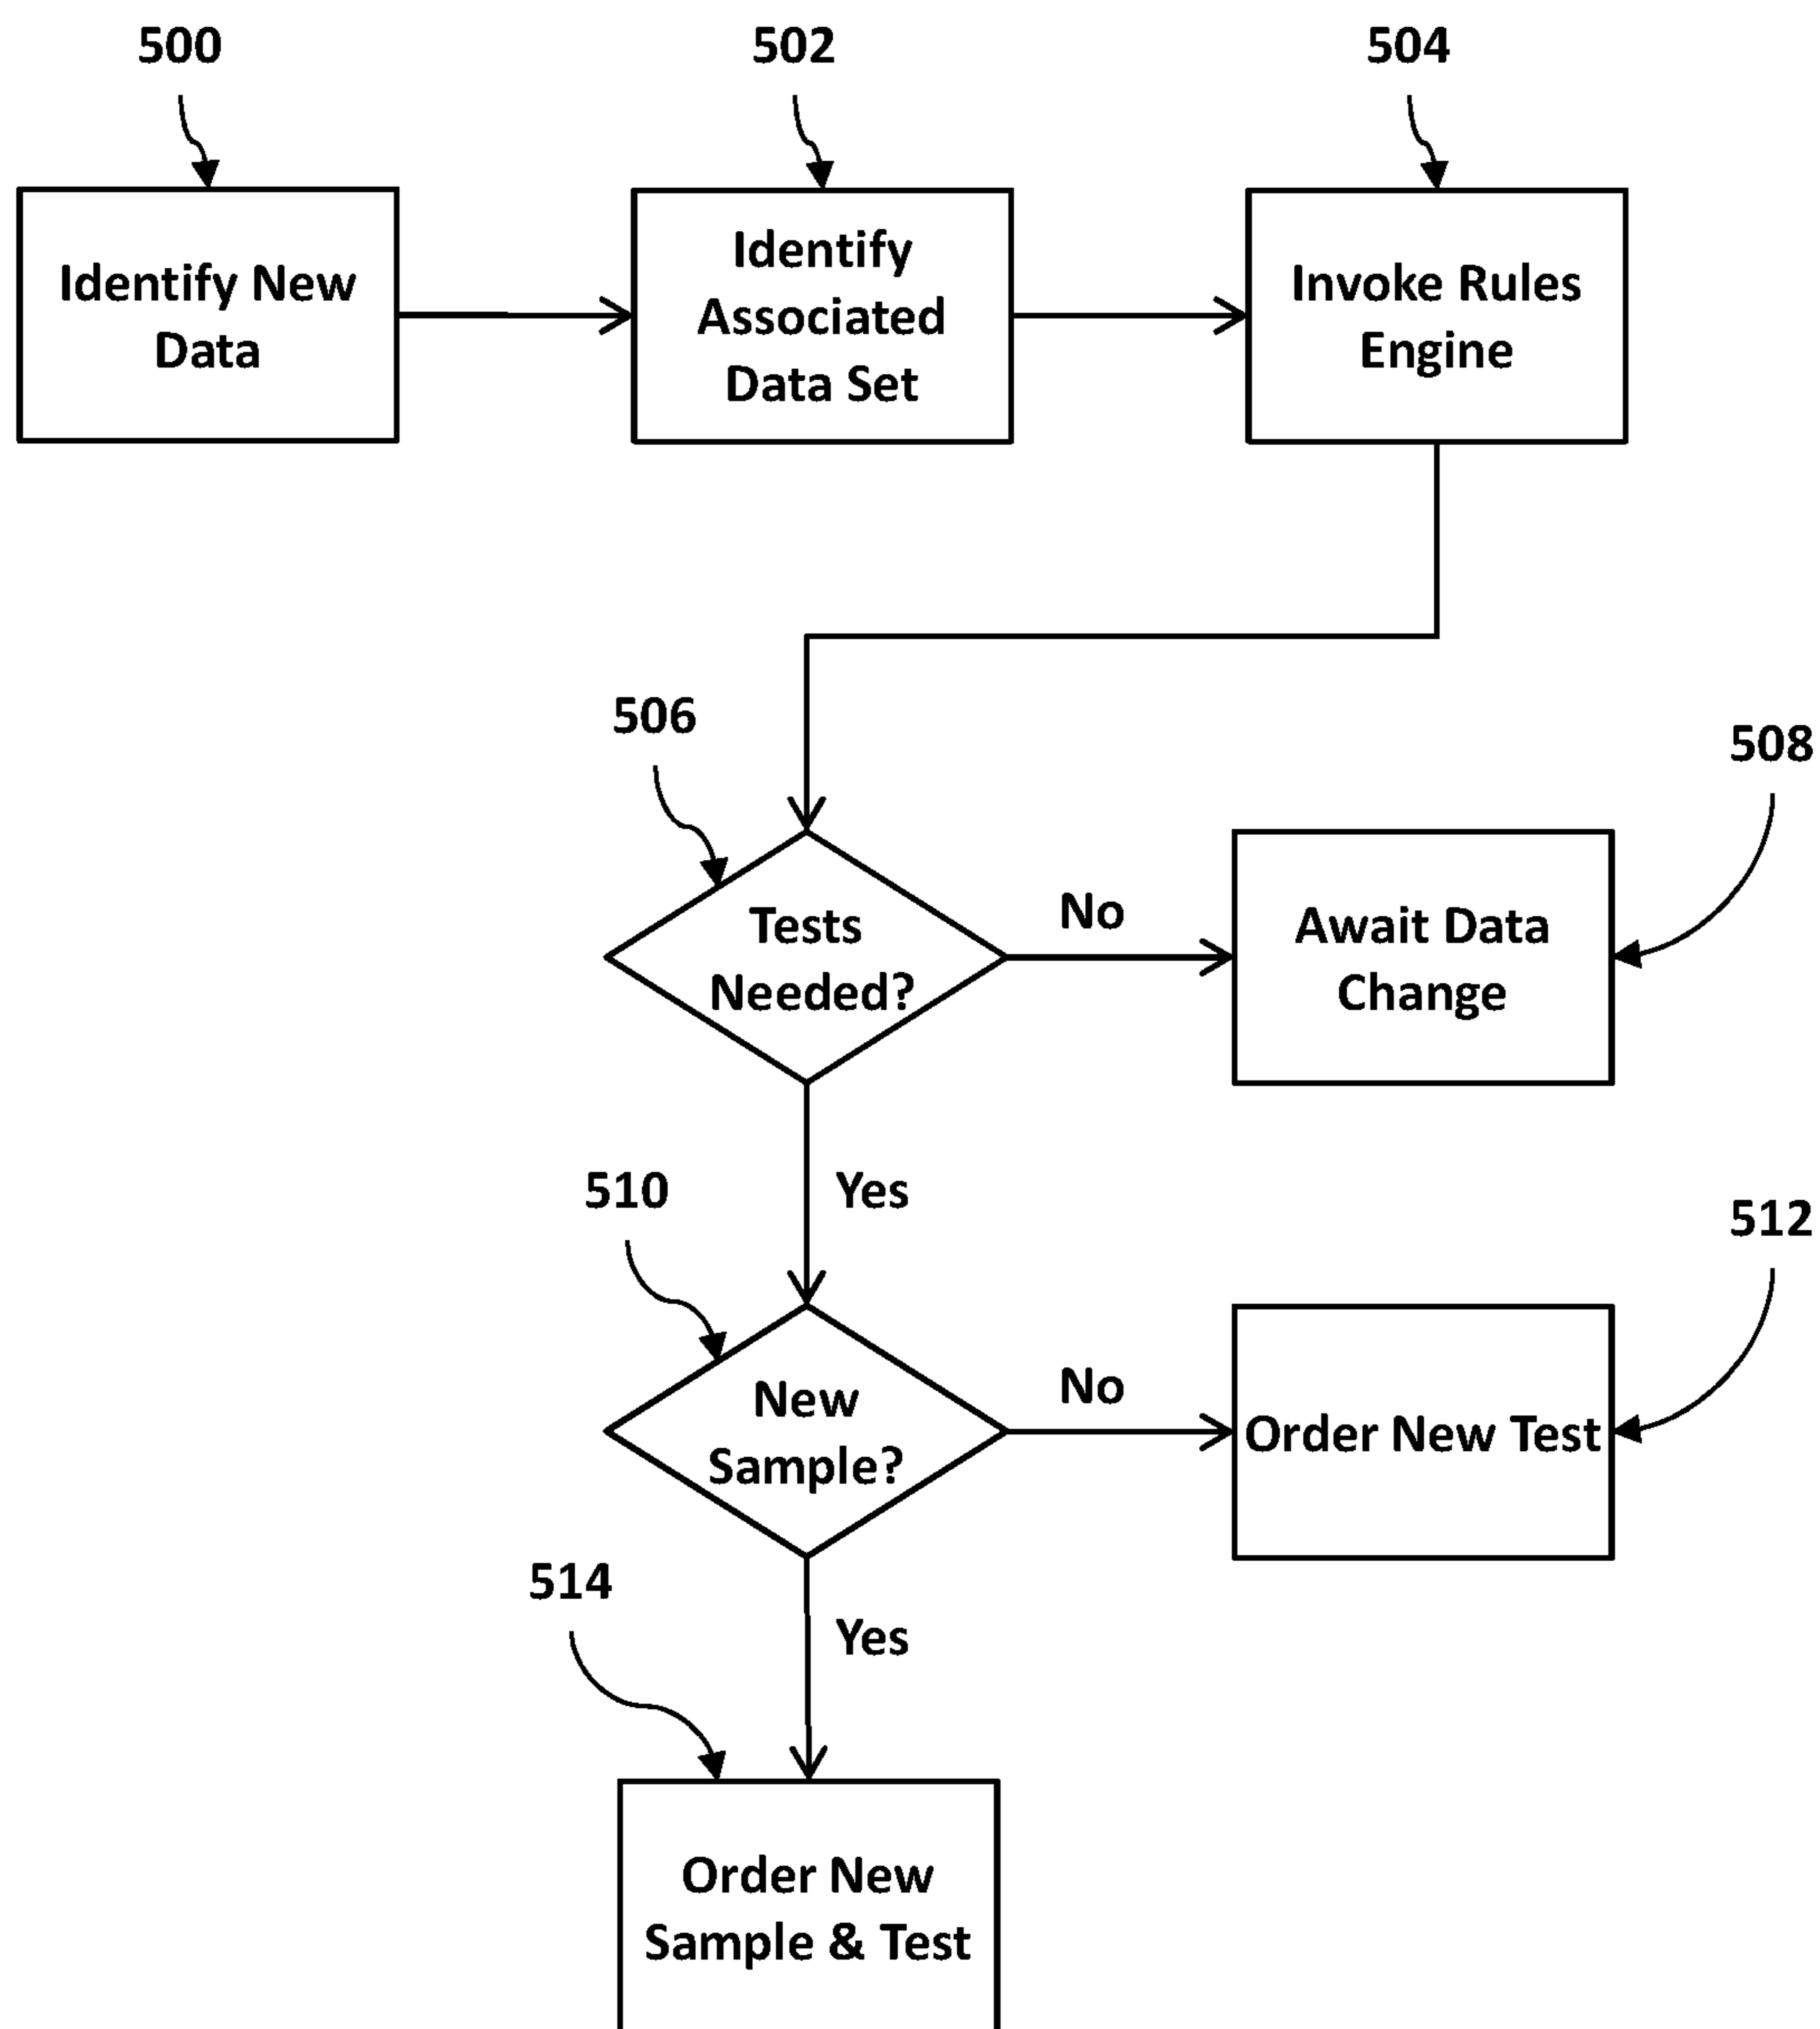 500
502
504
Identify New
Data
Identify
Associated
Data Set
Invoke Rules
Engine
506
508
Tests
Needed?
No
Await Data
Change
Yes
510
512
New
Sample?
No
Order New Test
514
Yes
Order New
Sample & Test